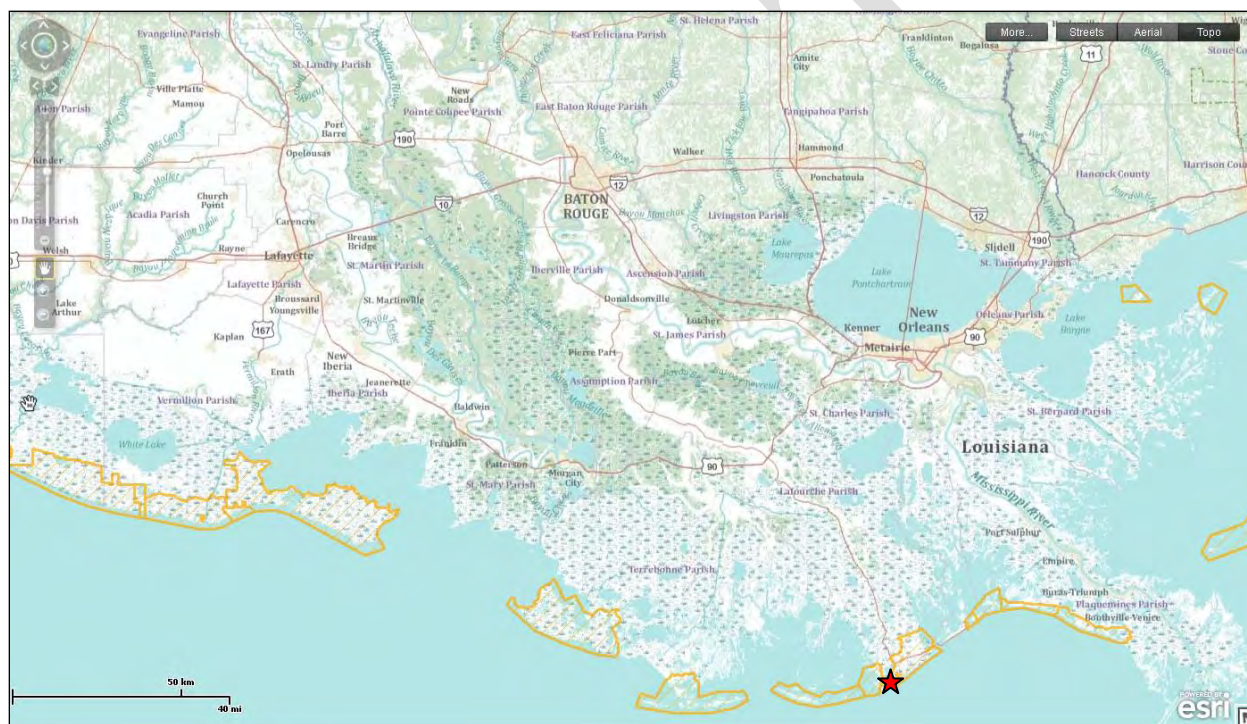 St. Helena Parish
Evangeline Parish
East Feliciana Parish
Franklinton
Bogalusa
More...
Streets
Aerial
Topo
11
St. Landry Parish
Amite
City
Ville Platte
Mamou
New
Roads
Pointe Coupee Parish
East Baton Rouge Parish
Tangipahoa Parish
Port
Barre
190
Opelousas
Kinder
Walker
Hammond
Hancock County
Ponchatoula
12
BATON
ROUGE
Church
Point
Acadia Parish
10
Livingston Parish
12
Carencro
Rayne
Breaux
Bridge
Lake
Maurepas
Slidell
190
Welsh
Lafayette
St. Martin Parish
Iberville Parish
Ascension Parish
St. Tammany Parish
Lake
Pontchartrain
Lafayette Parish
Lake
Arthur
Broussard
Youngsville
St. Martinville
Donaldsonville
New
Orleans
Orleans Parish
Lake
Borgne
167
Lutcher
St. James Parish
Kenner
Metairie
90
Kaplan
New
Iberia
Pierre Part
Erath
Jeanerette
Iberia Parish
Assumption Parish
Vermilion Parish
Baldwin
St. Charles Parish
St. Bernard Parish
White Lake
Franklin
Louisiana
Patterson
Morgan
City
90
St. Mary Parish
Lafourche Parish
Mississippi River
Port Sulphur
Empire
Terrebonne Parish
Buras-Triumph
Plaquemines Parish
Boothville-Venice
50 km
40 mi
POWERED BY
esri